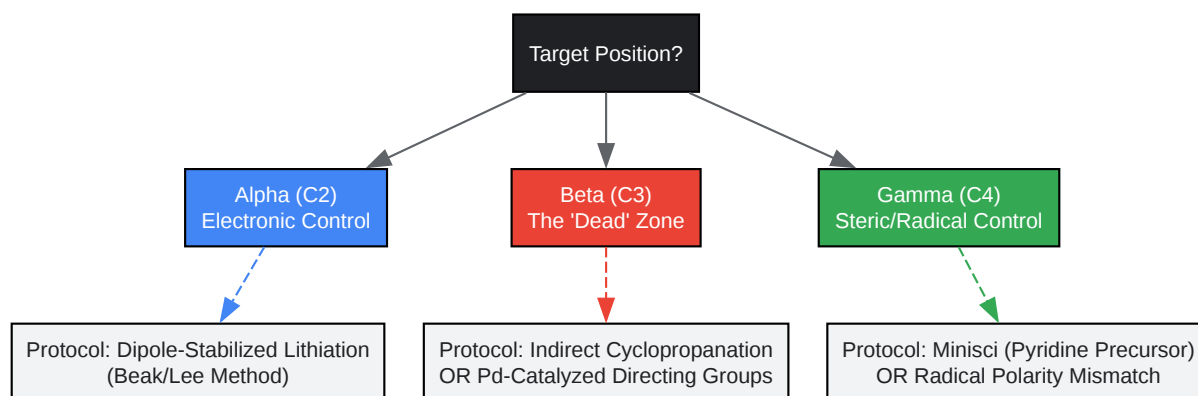 Target Position?
Alpha (C2)
Electronic Control
Beta (C3)
The 'Dead' Zone
Gamma (C4)
Steric/Radical Control
Protocol: Dipole-Stabilized Lithiation
(Beak/Lee Method)
Protocol: Indirect Cyclopropanation
OR Pd-Catalyzed Directing Groups
Protocol: Minisci (Pyridine Precursor)
OR Radical Polarity Mismatch